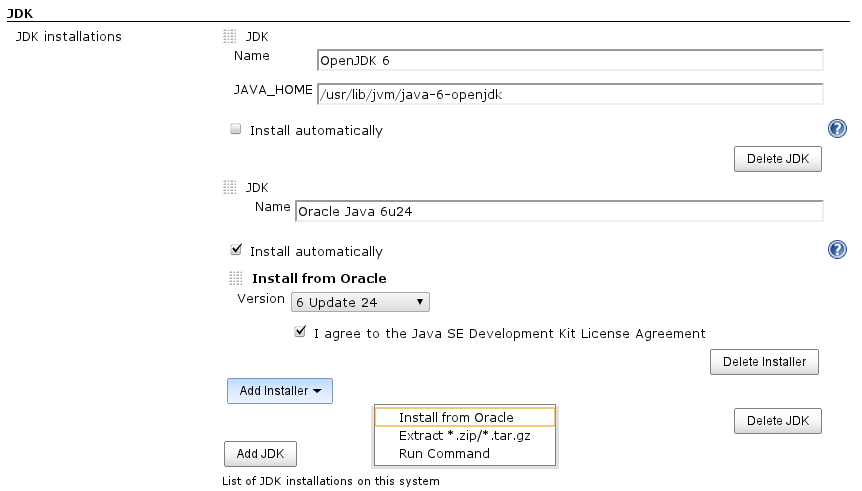 JDK
JDK installations
JDK
Name
OpenJDK 6
JAVA_HOME
/usr/lib/jvm/java-6-openjdk
Install automatically
?
Delete JDK
JDK
Name
Oracle Java 6u24
Install automatically
?
Install from Oracle
Version
6 Update 24
I agree to the Java SE Development Kit License Agreement
Delete Installer
Add Installer
Install from Oracle
Extract *.zip/*.tar.gz
Run Command
Delete JDK
Add JDK
List of JDK installations on this system